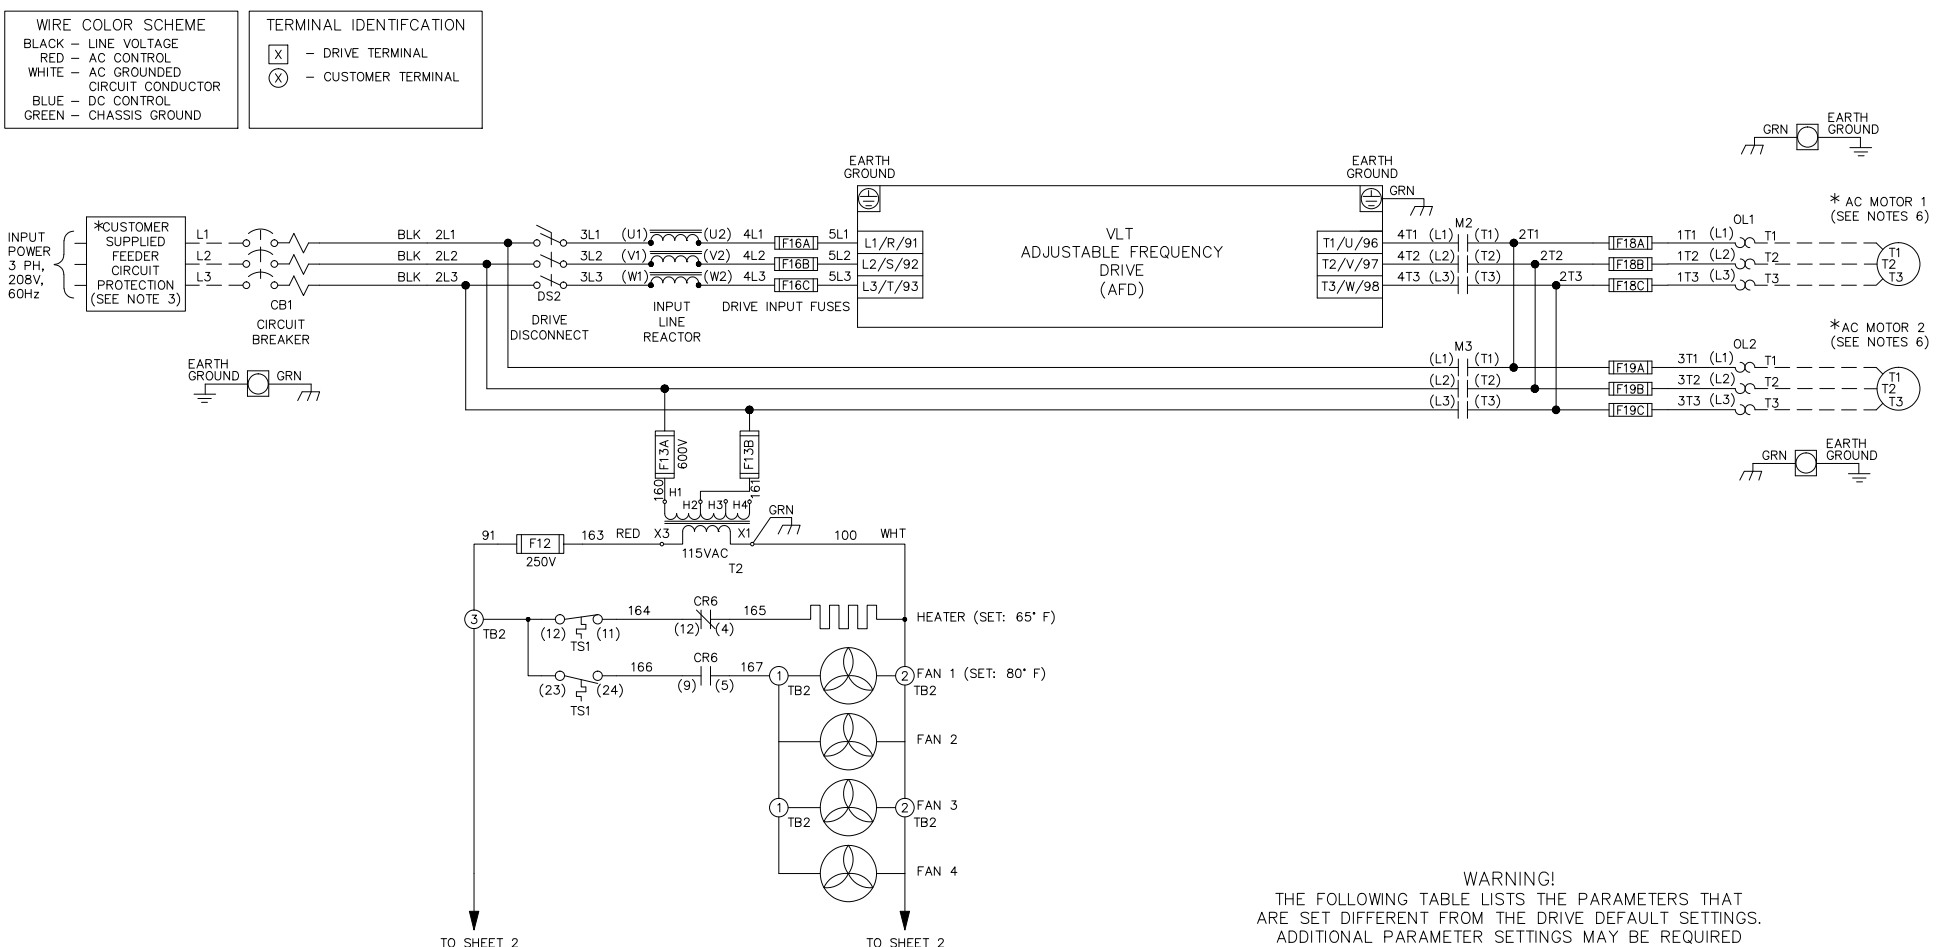 WIRE COLOR SCHEME
BLACK – LINE VOLTAGE
RED – AC CONTROL
WHITE – AC GROUNDED
CIRCUIT CONDUCTOR
BLUE – DC CONTROL
GREEN – CHASSIS GROUND
TERMINAL IDENTIFCATION
X – DRIVE TERMINAL
X – CUSTOMER TERMINAL
GRN
EARTH
GROUND
INPUT
POWER
3 PH,
208V,
60Hz
*CUSTOMER
SUPPLIED
FEEDER
CIRCUIT
PROTECTION
(SEE NOTE 3)
L1
L2
L3
CB1
CIRCUIT
BREAKER
EARTH
GROUND
GRN
BLK 2L1
BLK 2L2
BLK 2L3
DS2
DRIVE
DISCONNECT
3L1 (U1) (U2) 4L1 F16A 5L1
3L2 (V1) (V2) 4L2 F16B 5L2
3L3 (W1) (W2) 4L3 F16C 5L3
INPUT
LINE
REACTOR
DRIVE INPUT FUSES
EARTH
GROUND
L1/R/91
L2/S/92
L3/T/93
VLT
ADJUSTABLE FREQUENCY
DRIVE
(AFD)
EARTH
GROUND
GRN
T1/U/96
T2/V/97
T3/W/98
M2
4T1 (L1) (T1) 2T1
4T2 (L2) (T2) 2T2
4T3 (L3) (T3) 2T3
F18A 1T1 (L1) T1
F18B 1T2 (L2) T2
F18C 1T3 (L3) T3
OL1
* AC MOTOR 1
(SEE NOTES 6)
T1
T2
T3
M3
(L1) (T1)
(L2) (T2)
(L3) (T3)
F19A 3T1 (L1) T1
F19B 3T2 (L2) T2
F19C 3T3 (L3) T3
OL2
*AC MOTOR 2
(SEE NOTES 6)
T1
T2
T3
GRN
EARTH
GROUND
F13A
600V
F13B
160
161
H1
H2 H3 H4
GRN
91
F12
250V
163 RED X3
X1
115VAC
T2
100 WHT
3
TB2
(12) (11)
TS1
164
CR6
(12) (4)
165
HEATER (SET: 65° F)
(23) (24)
TS1
166
CR6
(9) (5)
167
1
TB2
2
TB2
FAN 1 (SET: 80° F)
FAN 2
1
TB2
2
TB2
FAN 3
FAN 4
TO SHEET 2
TO SHEET 2
WARNING!
THE FOLLOWING TABLE LISTS THE PARAMETERS THAT
ARE SET DIFFERENT FROM THE DRIVE DEFAULT SETTINGS.
ADDITIONAL PARAMETER SETTINGS MAY BE REQUIRED